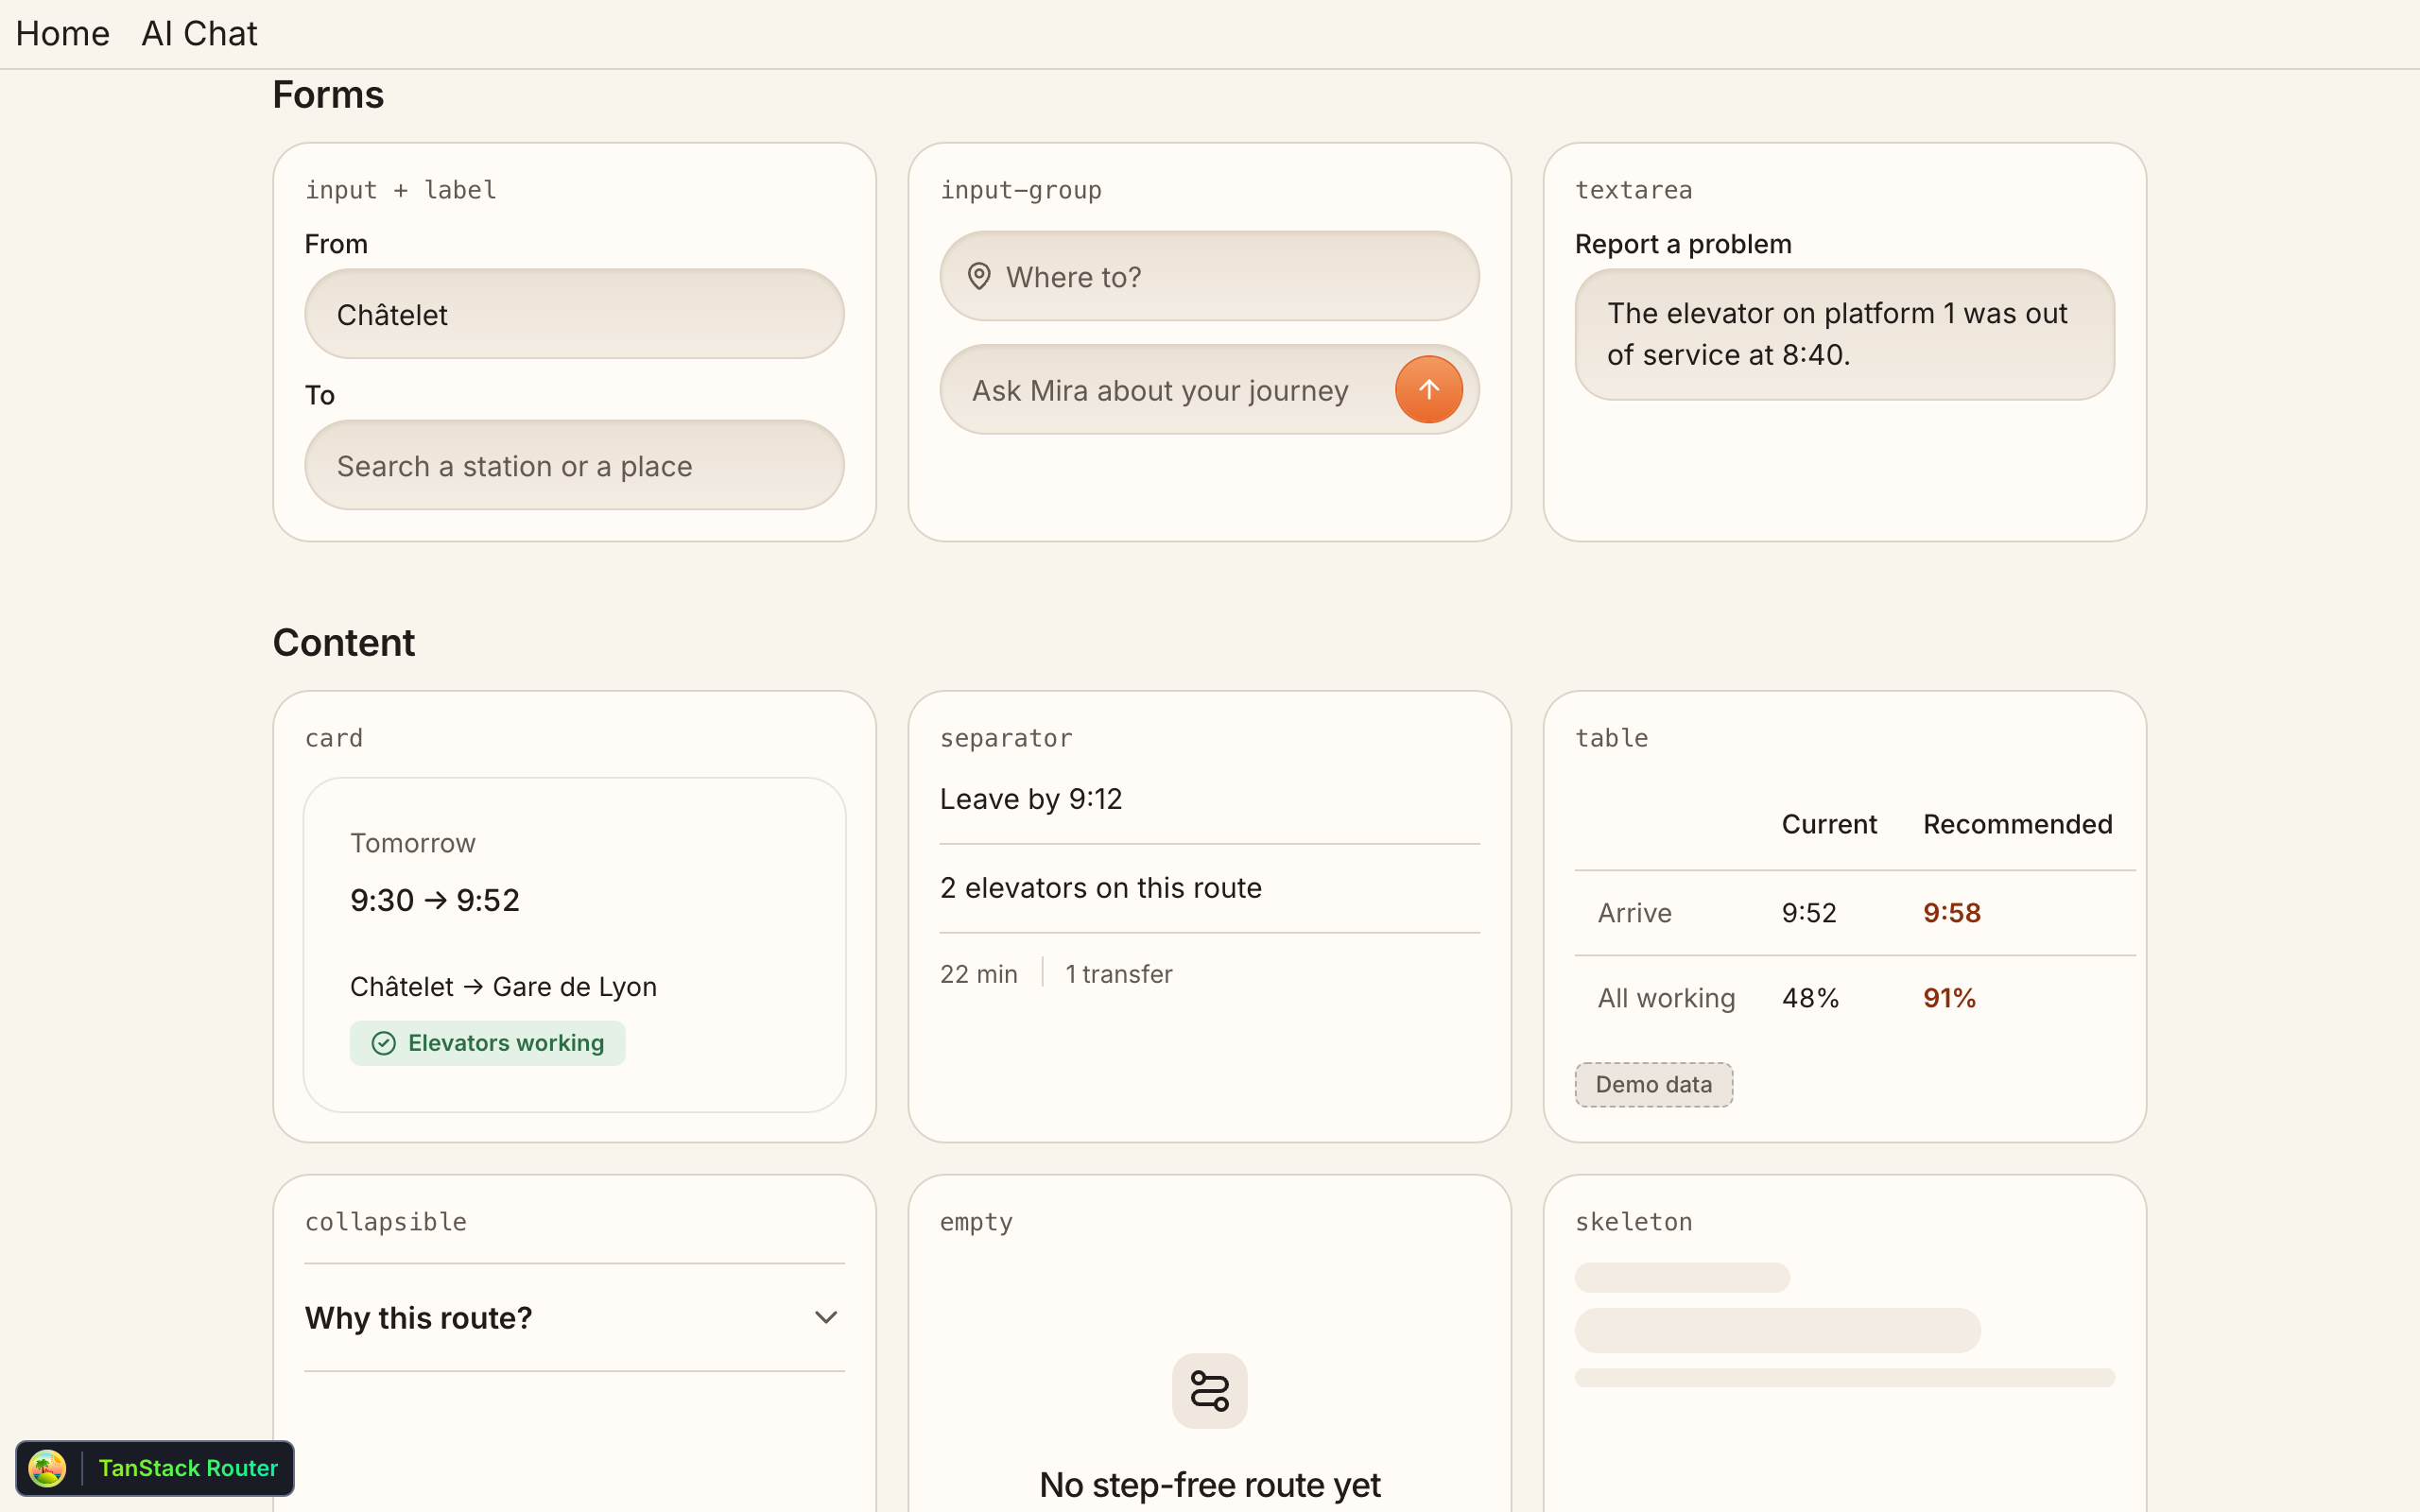 Home AI Chat
Forms
input + label
From
Châtelet
To
Search a station or a place
input-group
Where to?
Ask Mira about your journey
textarea
Report a problem
The elevator on platform 1 was out
of service at 8:40.
Content
card
Tomorrow
9:30 → 9:52
Châtelet → Gare de Lyon
Elevators working
separator
Leave by 9:12
2 elevators on this route
22 min 1 transfer
table
Current Recommended
Arrive 9:52 9:58
All working 48% 91%
Demo data
collapsible
Why this route?
empty
No step-free route yet
skeleton
TanStack Router